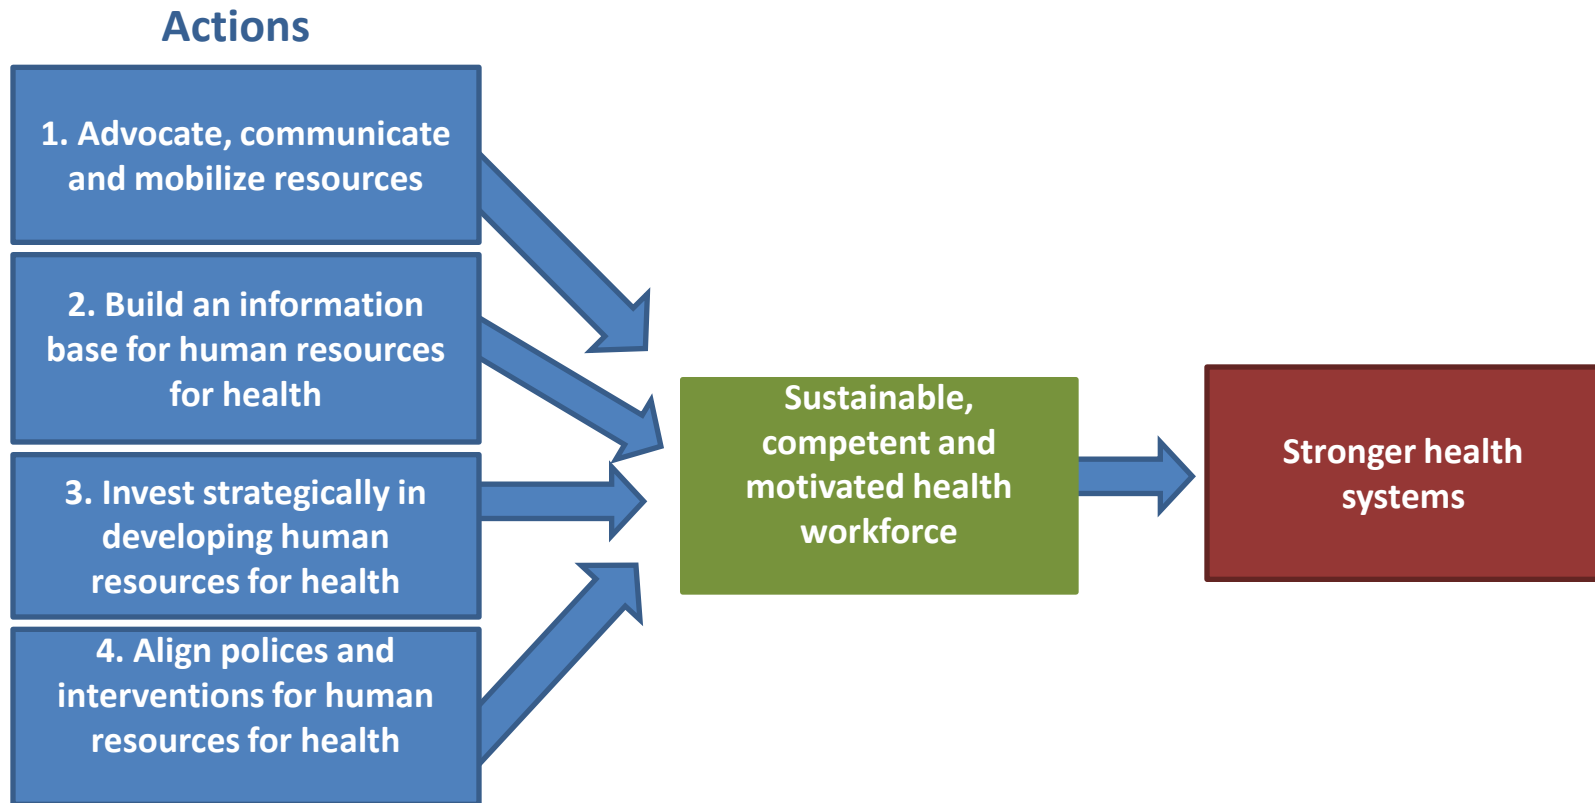 Actions
1. Advocate, communicate
and mobilize resources
2. Build an information
base for human resources
for health
3. Invest strategically in
developing human
resources for health
4. Align polices and
interventions for human
resources for health
Sustainable,
competent and
motivated health
workforce
Stronger health
systems